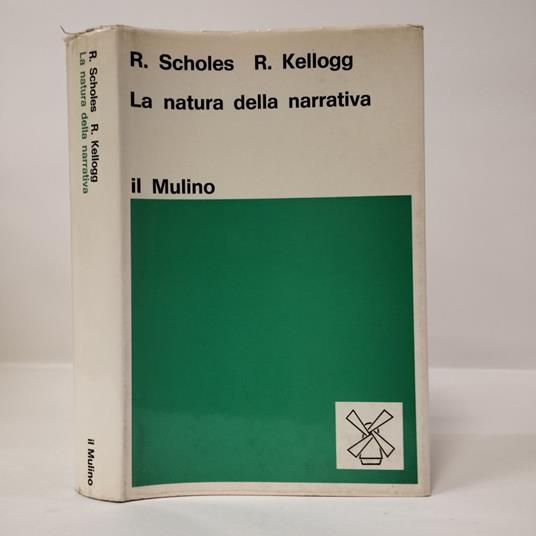 R. Scholes R. Kellogg
La natura della narrativa
il Mulino
R. Scholes R. Kellogg
La natura della narrativa
il Mulino